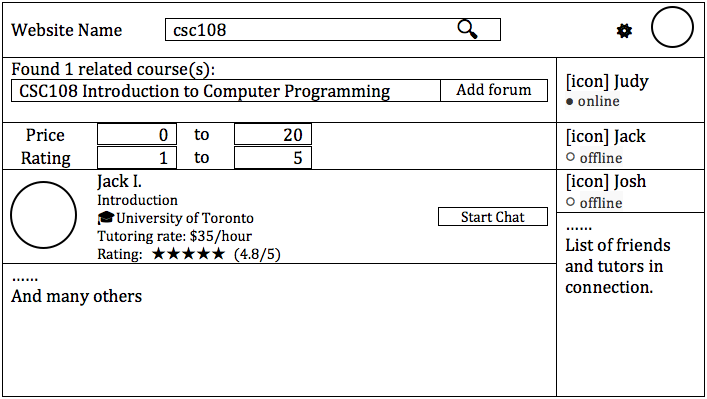 Website Name
csc108
Found 1 related course(s):
CSC108 Introduction to Computer Programming
Add forum
Price 0 to 20
Rating 1 to 5
Jack I.
Introduction
University of Toronto
Tutoring rate: $35/hour
Rating: ★★★★★ (4.8/5)
Start Chat
......
And many others
[icon] Judy
● online
[icon] Jack
○ offline
[icon] Josh
○ offline
......
List of friends
and tutors in
connection.